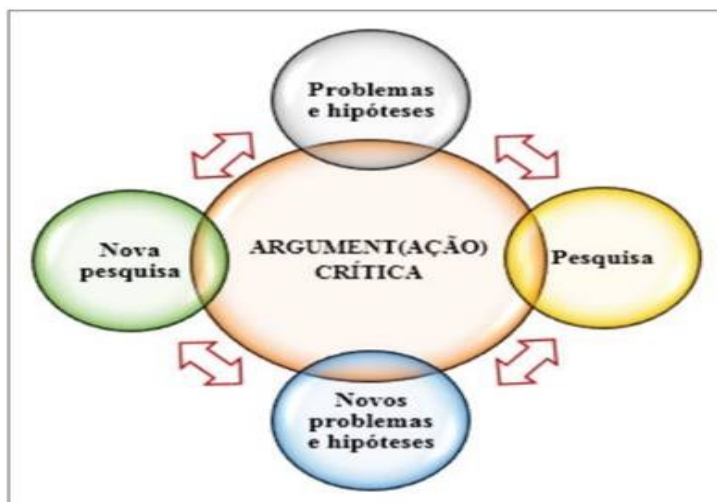 Problemas
e hipóteses
Nova
pesquisa
ARGUMENT(AÇÃO)
CRÍTICA
Pesquisa
Novos
problemas
e hipóteses